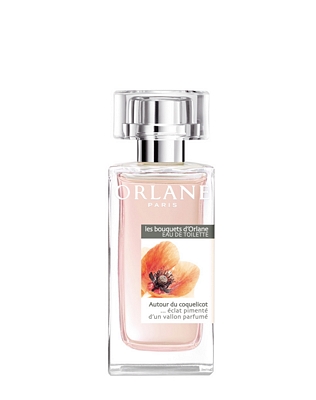 ORLANE
PARIS
les bouquets d'Orlane
EAU DE TOILETTE
Autour du coquelicot
... éclat pimenté
d'un vallon parfumé